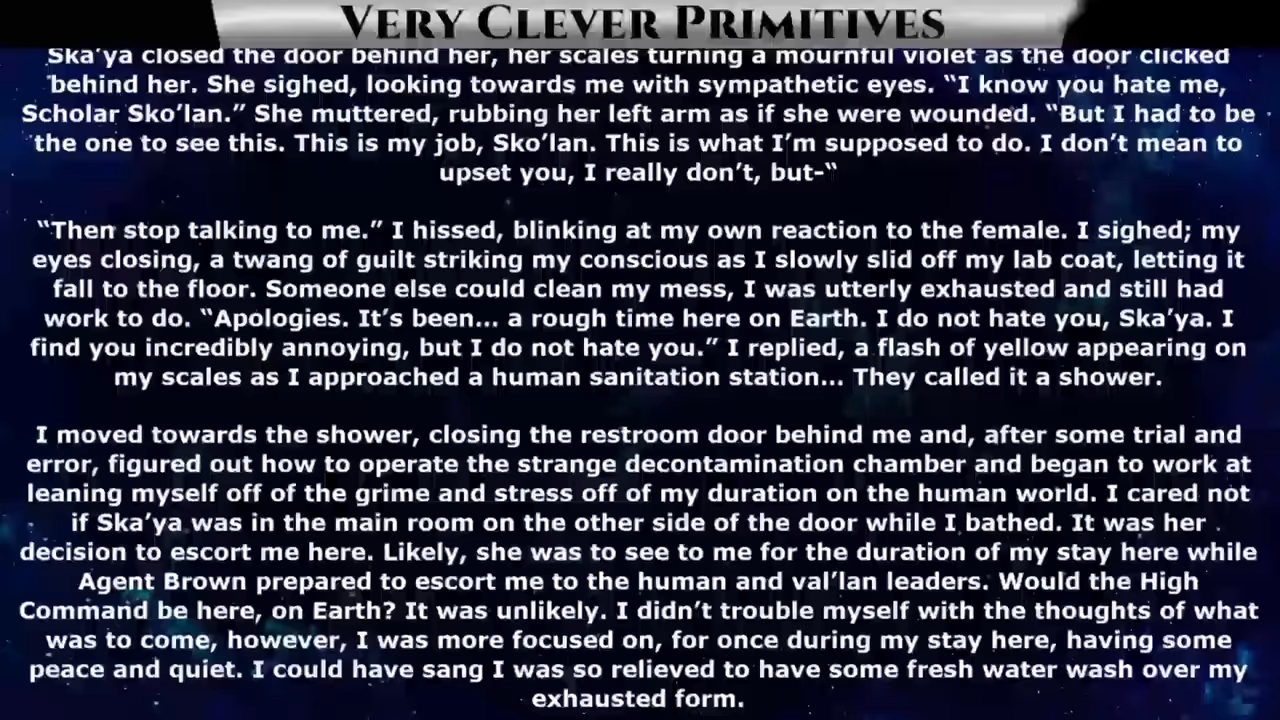 VERY CLEVER PRIMITIVES
Ska’ya closed the door behind her, her scales turning a mournful violet as the door clicked
behind her. She sighed, looking towards me with sympathetic eyes. “I know you hate me,
Scholar Sko’lan.” She muttered, rubbing her left arm as if she were wounded. “But I had to be
the one to see this. This is my job, Sko’lan. This is what I’m supposed to do. I don’t mean to
upset you, I really don’t, but-“
“Then stop talking to me.” I hissed, blinking at my own reaction to the female. I sighed; my
eyes closing, a twang of guilt striking my conscious as I slowly slid off my lab coat, letting it
fall to the floor. Someone else could clean my mess, I was utterly exhausted and still had
work to do. “Apologies. It’s been... a rough time here on Earth. I do not hate you, Ska’ya. I
find you incredibly annoying, but I do not hate you.” I replied, a flash of yellow appearing on
my scales as I approached a human sanitation station... They called it a shower.
I moved towards the shower, closing the restroom door behind me and, after some trial and
error, figured out how to operate the strange decontamination chamber and began to work at
leaning myself off of the grime and stress off of my duration on the human world. I cared not
if Ska’ya was in the main room on the other side of the door while I bathed. It was her
decision to escort me here. Likely, she was to see to me for the duration of my stay here while
Agent Brown prepared to escort me to the human and val’lan leaders. Would the High
Command be here, on Earth? It was unlikely. I didn’t trouble myself with the thoughts of what
was to come, however, I was more focused on, for once during my stay here, having some
peace and quiet. I could have sang I was so relieved to have some fresh water wash over my
exhausted form.